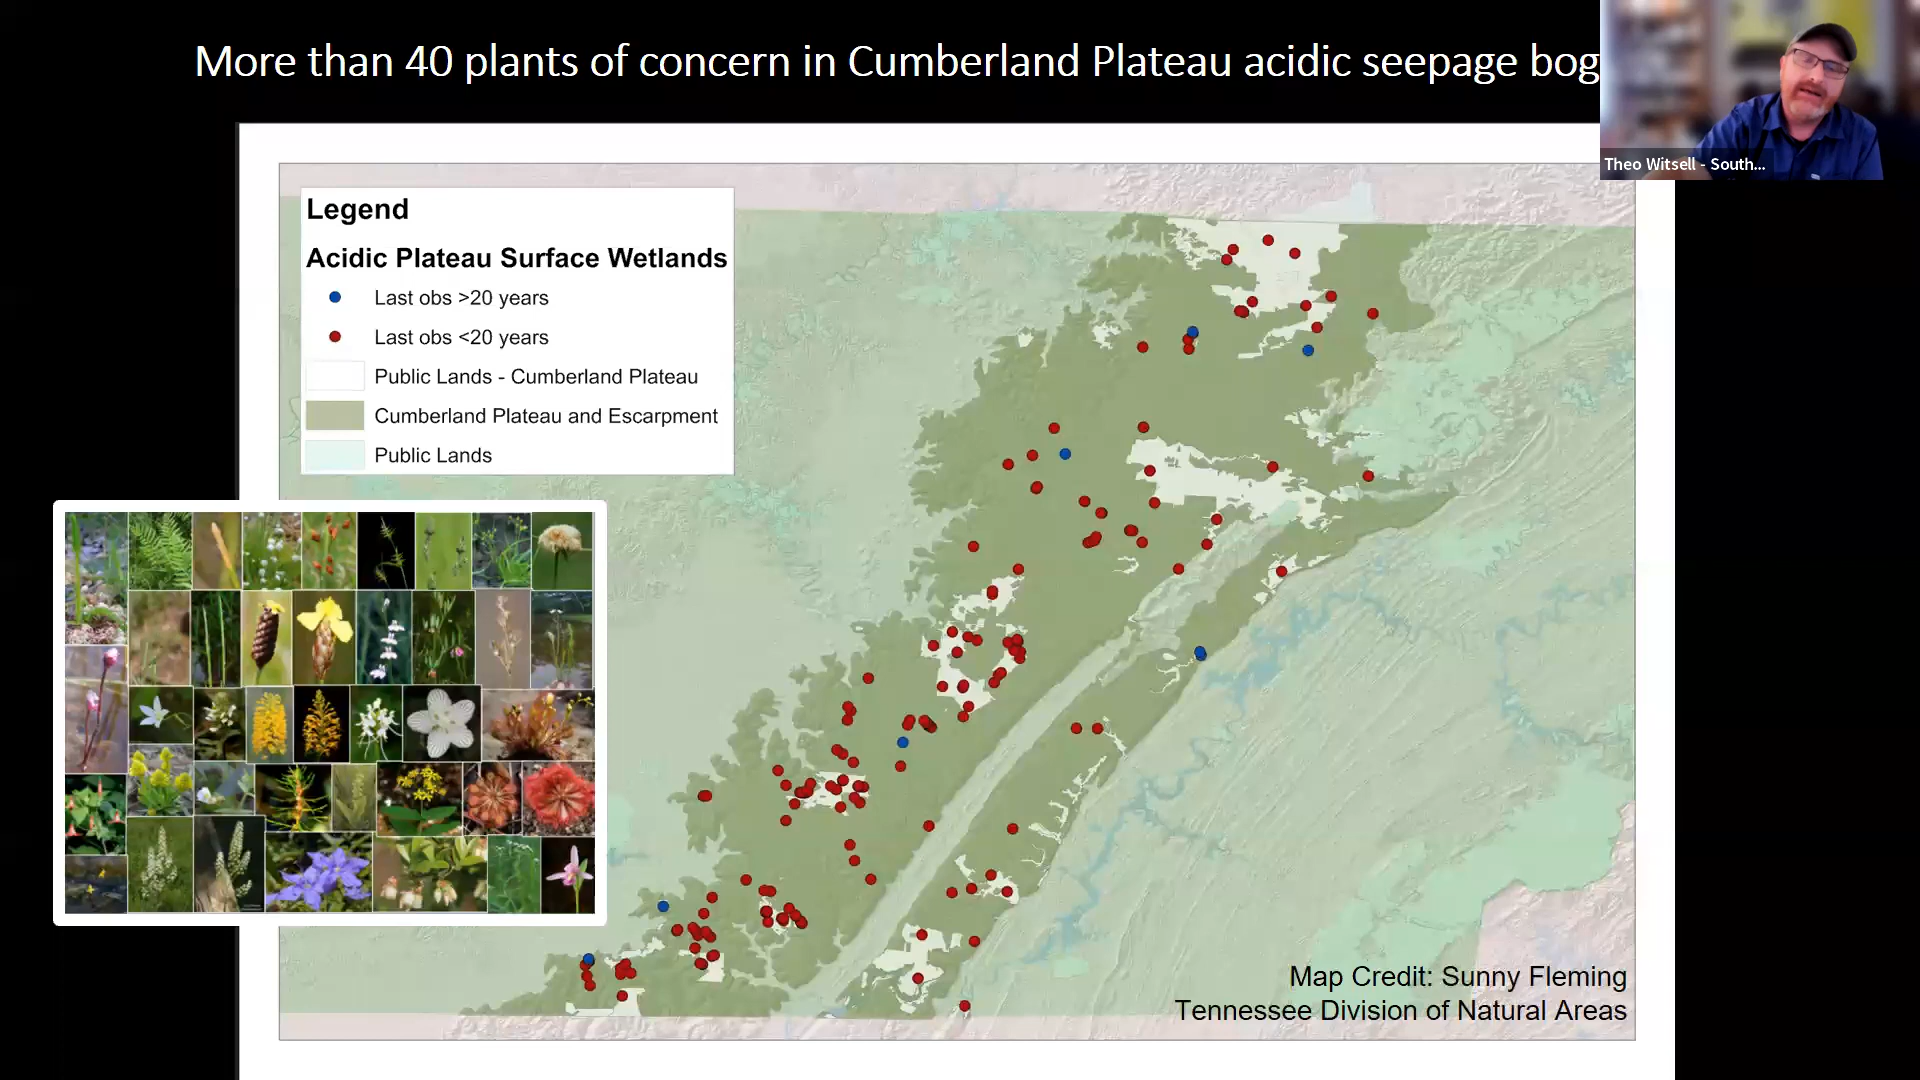 More than 40 plants of concern in Cumberland Plateau acidic seepage bog
Theo Witsell - South...
Legend
Acidic Plateau Surface Wetlands
Last obs >20 years
Last obs <20 years
Public Lands - Cumberland Plateau
Cumberland Plateau and Escarpment
Public Lands
Map Credit: Sunny Fleming
Tennessee Division of Natural Areas